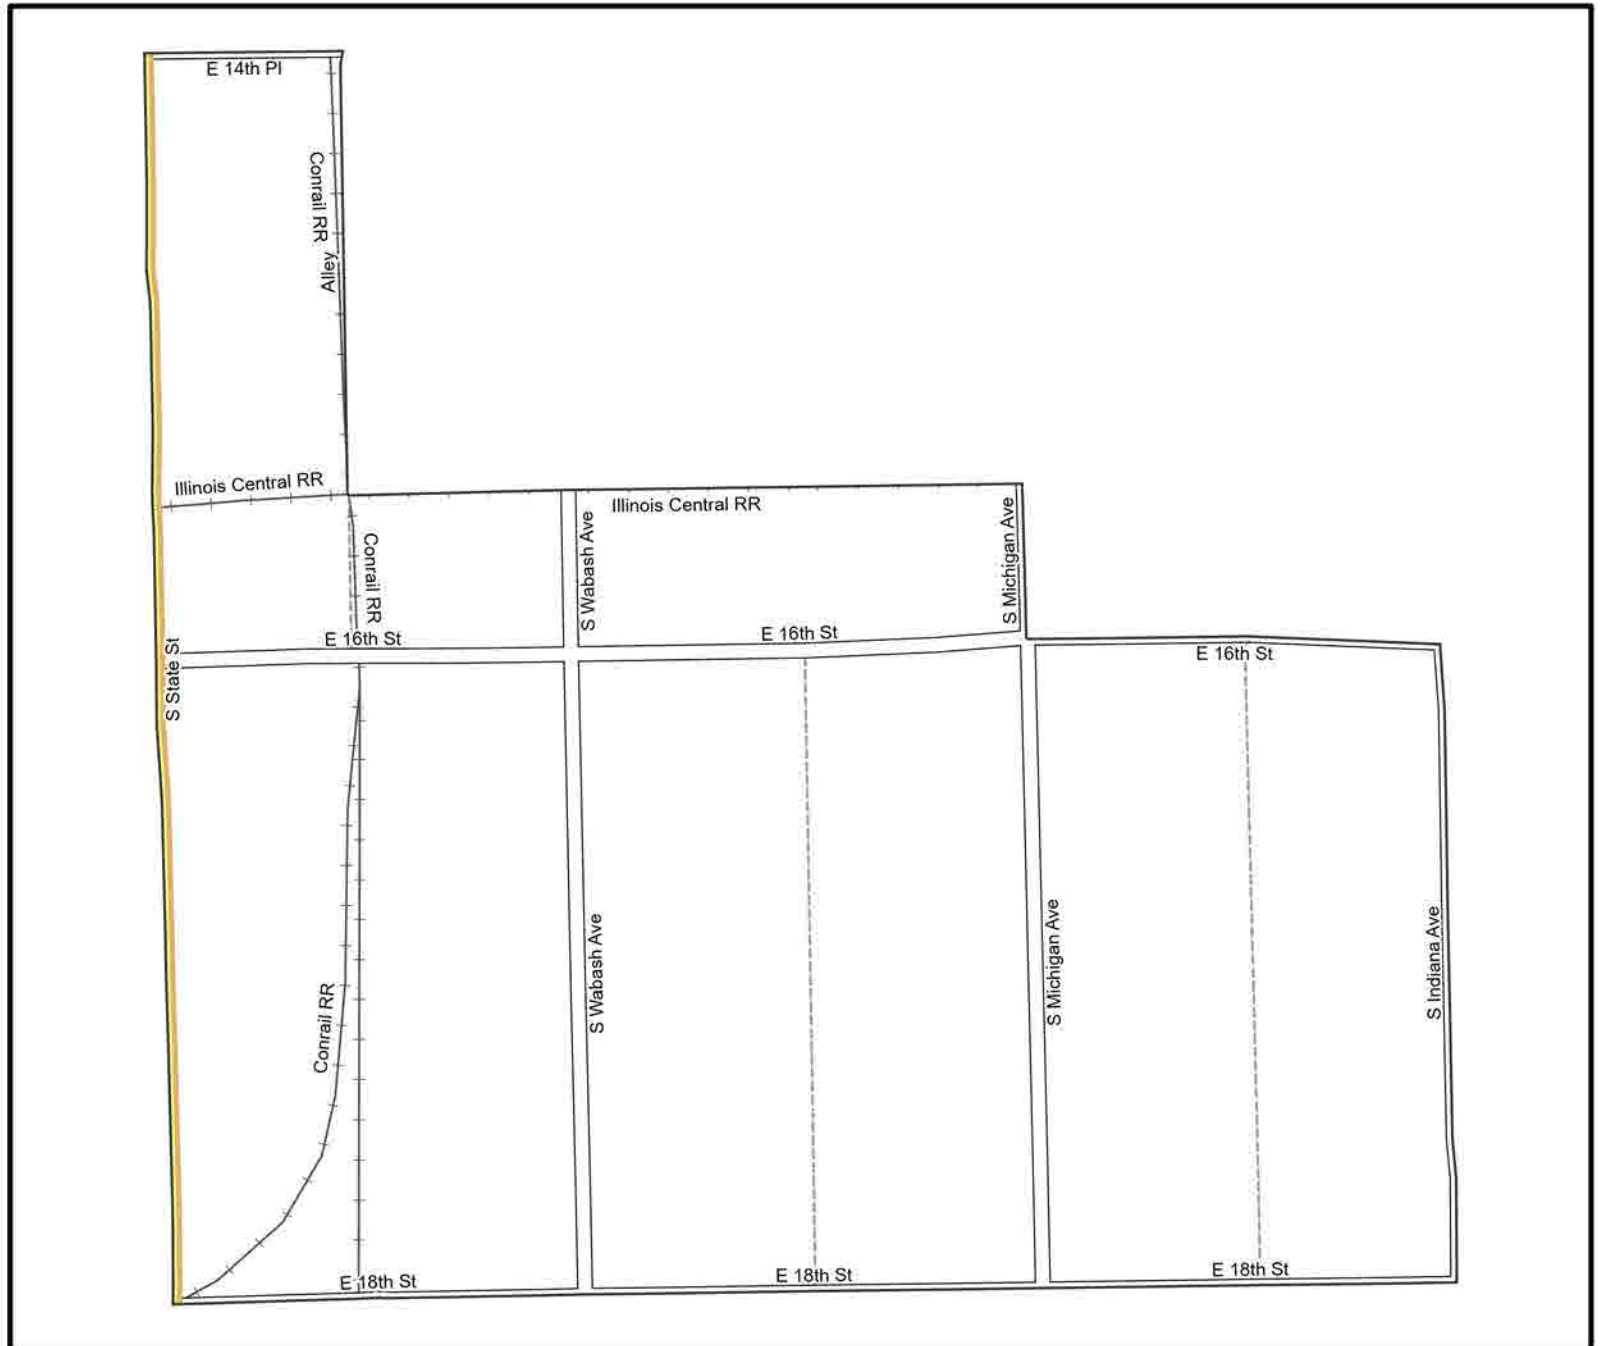 E 14th Pl
Conrail RR
Alley
Illinois Central RR
Illinois Central RR
S Wabash Ave
S Michigan Ave
Conrail RR
E 16th St
E 16th St
E 16th St
S State St
S Wabash Ave
S Michigan Ave
S Indiana Ave
Conrail RR
E 18th St
E 18th St
E 18th St